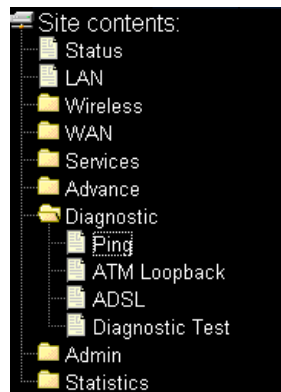 Site contents:
Status
LAN
Wireless
WAN
Services
Advance
Diagnostic
Ping
ATM Loopback
ADSL
Diagnostic Test
Admin
Statistics